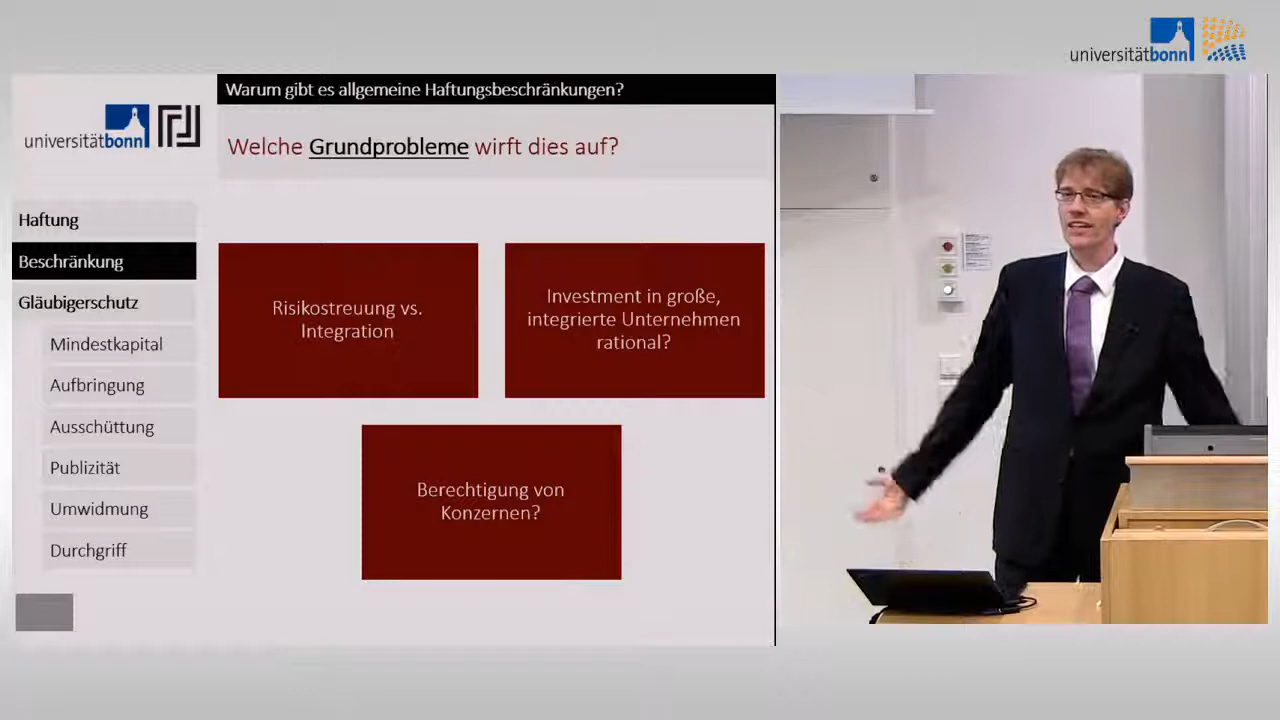 universitätbonn
universitätbonn
Warum gibt es allgemeine Haftungsbeschränkungen?
Welche Grundprobleme wirft dies auf?
Haftung
Beschränkung
Gläubigerschutz
Mindestkapital
Aufbringung
Ausschüttung
Publizität
Umwidmung
Durchgriff
Risikostreuung vs.
Integration
Investment in große,
integrierte Unternehmen
rational?
Berechtigung von
Konzernen?